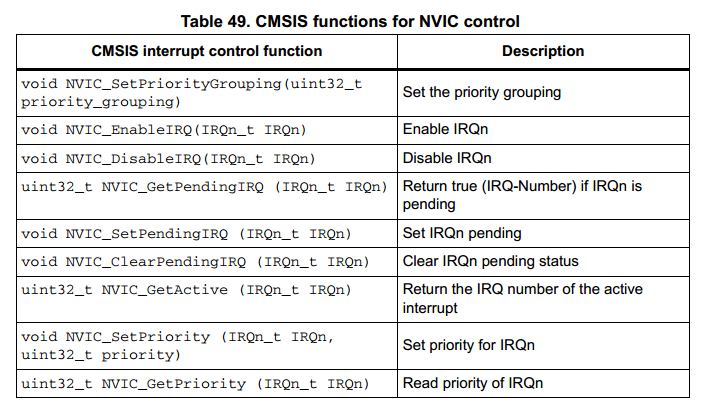 Table 49. CMSIS functions for NVIC control
CMSIS interrupt control function Description
void NVIC_SetPriorityGrouping(uint32_t
priority_grouping)
Set the priority grouping
void NVIC_EnableIRQ(IRQn_t IRQn) Enable IRQn
void NVIC_DisableIRQ(IRQn_t IRQn) Disable IRQn
uint32_t NVIC_GetPendingIRQ (IRQn_t IRQn) Return true (IRQ-Number) if IRQn is
pending
void NVIC_SetPendingIRQ (IRQn_t IRQn) Set IRQn pending
void NVIC_ClearPendingIRQ (IRQn_t IRQn) Clear IRQn pending status
uint32_t NVIC_GetActive (IRQn_t IRQn) Return the IRQ number of the active
interrupt
void NVIC_SetPriority (IRQn_t IRQn,
uint32_t priority)
Set priority for IRQn
uint32_t NVIC_GetPriority (IRQn_t IRQn) Read priority of IRQn